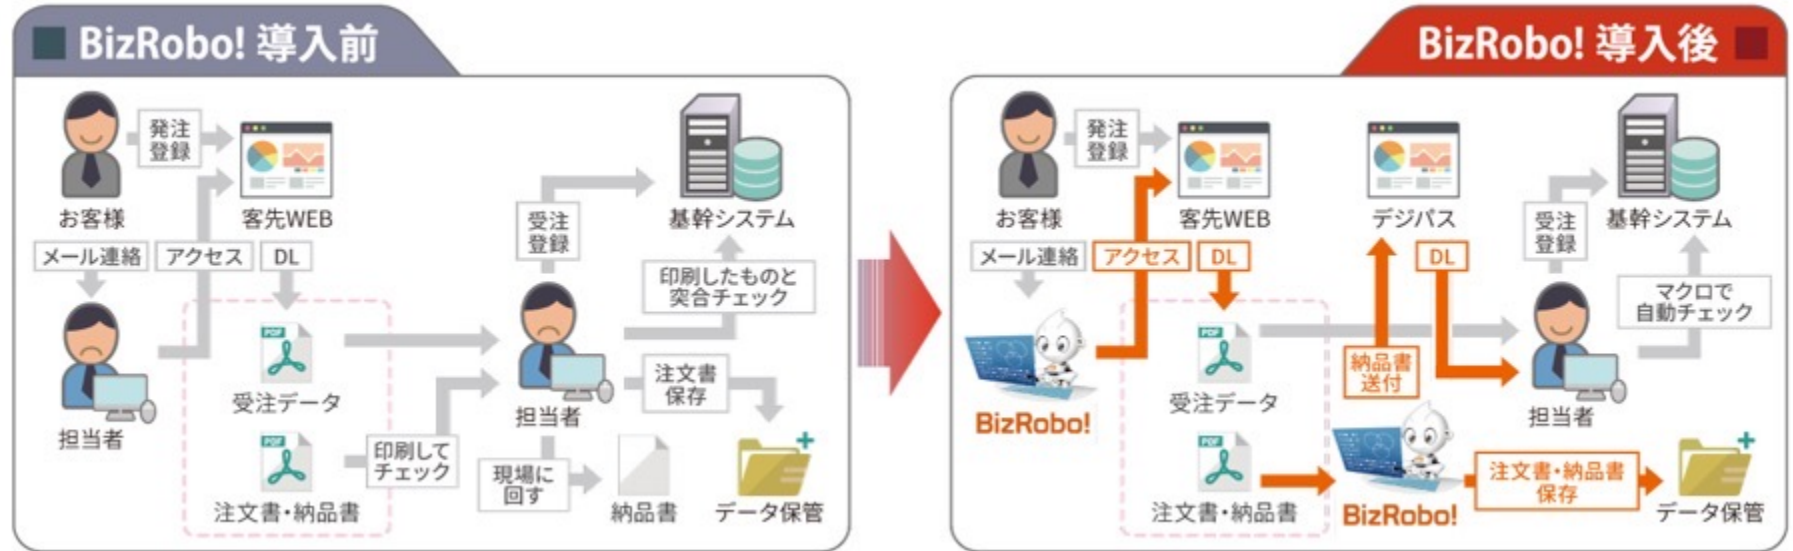 BizRobo! 導入前
発注
登録
お客様
客先WEB
メール連絡
アクセス
DL
担当者
PDF
受注データ
PDF
注文書・納品書
印刷して
チェック
受注
登録
基幹システム
印刷したものと
突合チェック
担当者
注文書
保存
現場に
回す
納品書
データ保管
BizRobo! 導入後
発注
登録
お客様
客先WEB
デジパス
受注
登録
基幹システム
メール連絡
アクセス
DL
DL
マクロで
自動チェック
BizRobo!
PDF
受注データ
納品書
送付
担当者
PDF
注文書・納品書
BizRobo!
注文書・納品書
保存
データ保管